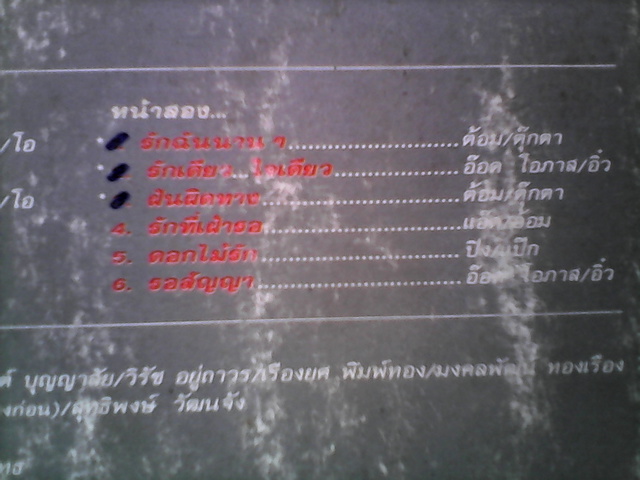 หน้าสอง...
/โอ รักฉันนาน ๆ ต้อม/ตุ๊กตา
รักเดียว...ใจเดียว อ๊อด โอภาส/อิ๋ว
/โอ ฝันผิดทาง ต้อม/ตุ๊กตา
4. รักที่เฝ้ารอ
5. ดอกไม้รัก ปิง/แป๊ก
6. รอสัญญา อ๊อด โอภาส/อิ๋ว
บุญญาสัย/วิรัช อยู่ถาวร/เรืองยศ พิมพ์ทอง/มงคลพัฒน์ ทองเรือง
/สุทธิพงษ์ วัฒนจัง